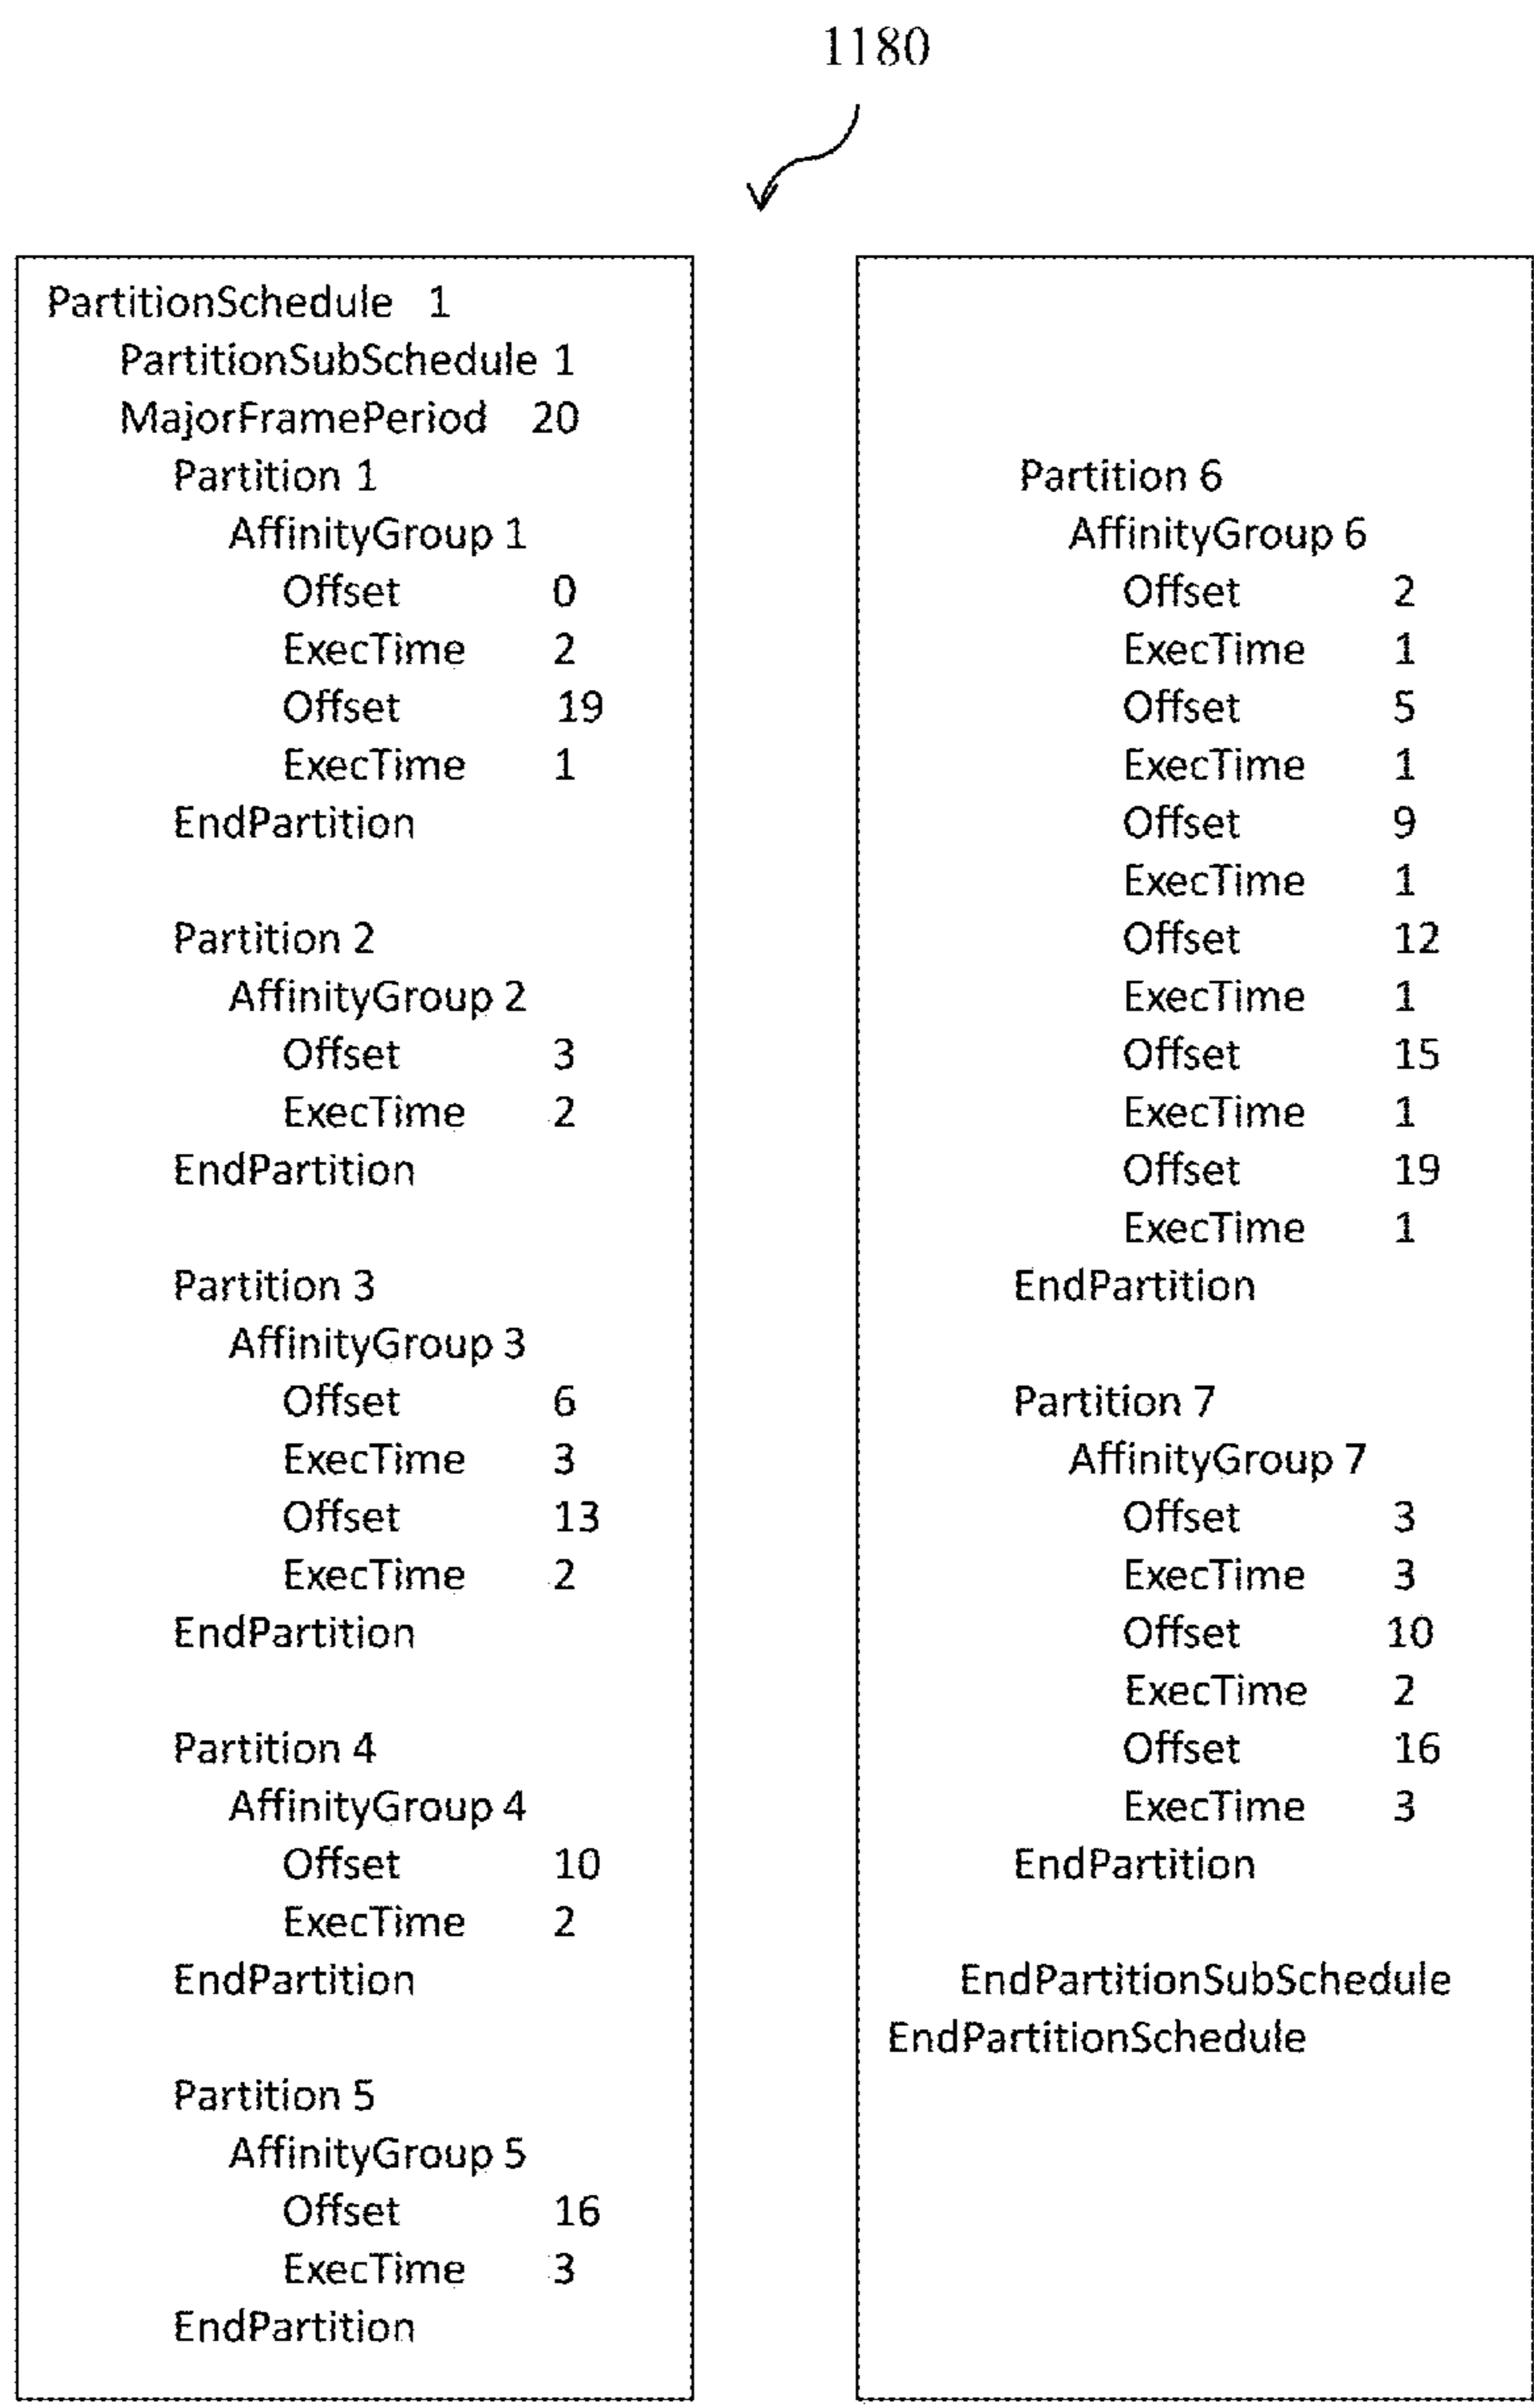 1180
PartitionSchedule 1
PartitionSubSchedule 1
MajorFramePeriod 20
Partition 1
AffinityGroup 1
Offset 0
ExecTime 2
Offset 19
ExecTime 1
EndPartition
Partition 2
AffinityGroup 2
Offset 3
ExecTime 2
EndPartition
Partition 3
AffinityGroup 3
Offset 6
ExecTime 3
Offset 13
ExecTime 2
EndPartition
Partition 4
AffinityGroup 4
Offset 10
ExecTime 2
EndPartition
Partition 5
AffinityGroup 5
Offset 16
ExecTime 3
EndPartition
Partition 6
AffinityGroup 6
Offset 2
ExecTime 1
Offset 5
ExecTime 1
Offset 9
ExecTime 1
Offset 12
ExecTime 1
Offset 15
ExecTime 1
Offset 19
ExecTime 1
EndPartition
Partition 7
AffinityGroup 7
Offset 3
ExecTime 3
Offset 10
ExecTime 2
Offset 16
ExecTime 3
EndPartition
EndPartitionSubSchedule
EndPartitionSchedule